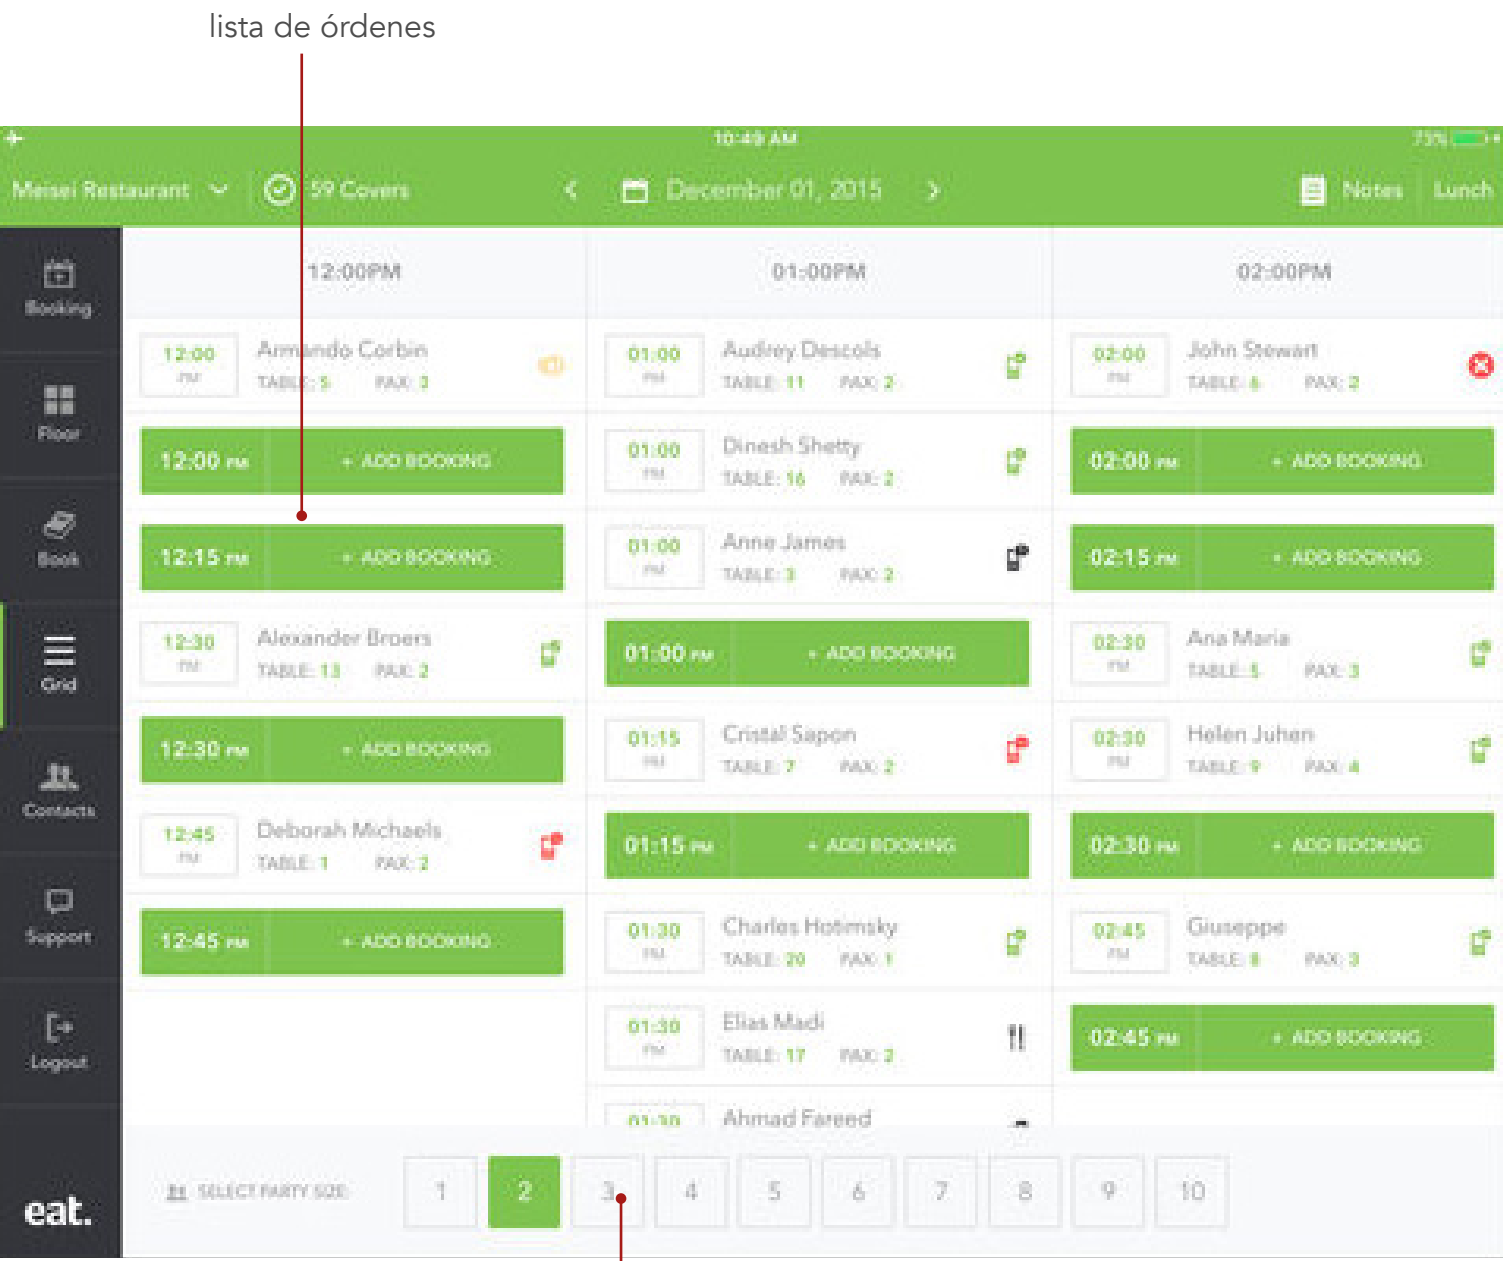 lista de órdenes
10:49 AM
73%
Meisei Restaurant
59 Covers
December 01, 2015
Notes
Lunch
Booking
Floor
Book
Grid
Contacts
Support
Logout
eat.
12:00PM
12:00 PM
Armando Corbin
TABLE: 5 PAX: 3
12:00 PM + ADD BOOKING
12:15 PM + ADD BOOKING
12:30 PM
Alexander Broers
TABLE: 13 PAX: 2
12:30 PM + ADD BOOKING
12:45 PM
Deborah Michaels
TABLE: 1 PAX: 2
12:45 PM + ADD BOOKING
01:00PM
01:00 PM
Audrey Descols
TABLE: 11 PAX: 2
01:00 PM
Dinesh Shetty
TABLE: 16 PAX: 2
01:00 PM
Anne James
TABLE: 3 PAX: 2
01:00 PM + ADD BOOKING
01:15 PM
Cristal Sapon
TABLE: 7 PAX: 2
01:15 PM + ADD BOOKING
01:30 PM
Charles Hotimsky
TABLE: 20 PAX: 1
01:30 PM
Elias Madi
TABLE: 17 PAX: 2
01:30
Ahmad Fareed
02:00PM
02:00 PM
John Stewart
TABLE: 6 PAX: 2
02:00 PM + ADD BOOKING
02:15 PM + ADD BOOKING
02:30 PM
Ana Maria
TABLE: 5 PAX: 3
02:30 PM
Helen Juhen
TABLE: 9 PAX: 4
02:30 PM + ADD BOOKING
02:45 PM
Giuseppe
TABLE: 8 PAX: 3
02:45 PM + ADD BOOKING
SELECT PARTY SIZE: 1 2 3 4 5 6 7 8 9 10